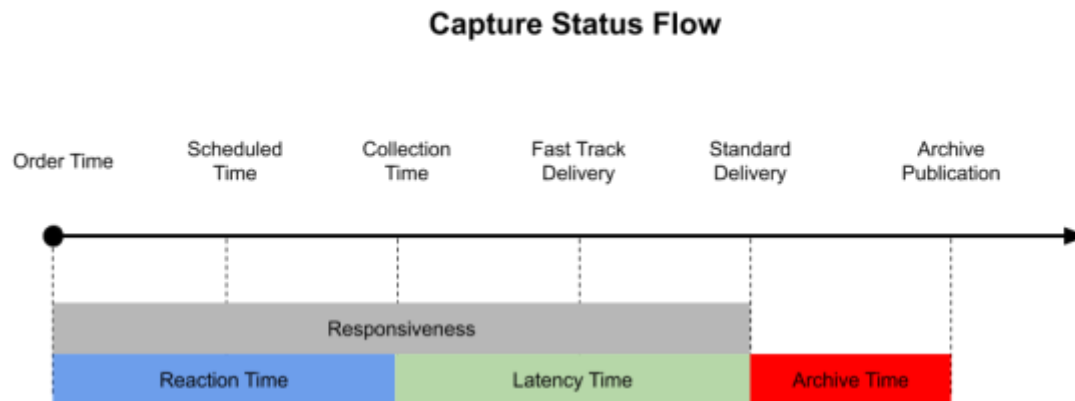 Capture Status Flow
Order Time
Scheduled
Time
Collection
Time
Fast Track
Delivery
Standard
Delivery
Archive
Publication
Responsiveness
Reaction Time
Latency Time
Archive Time